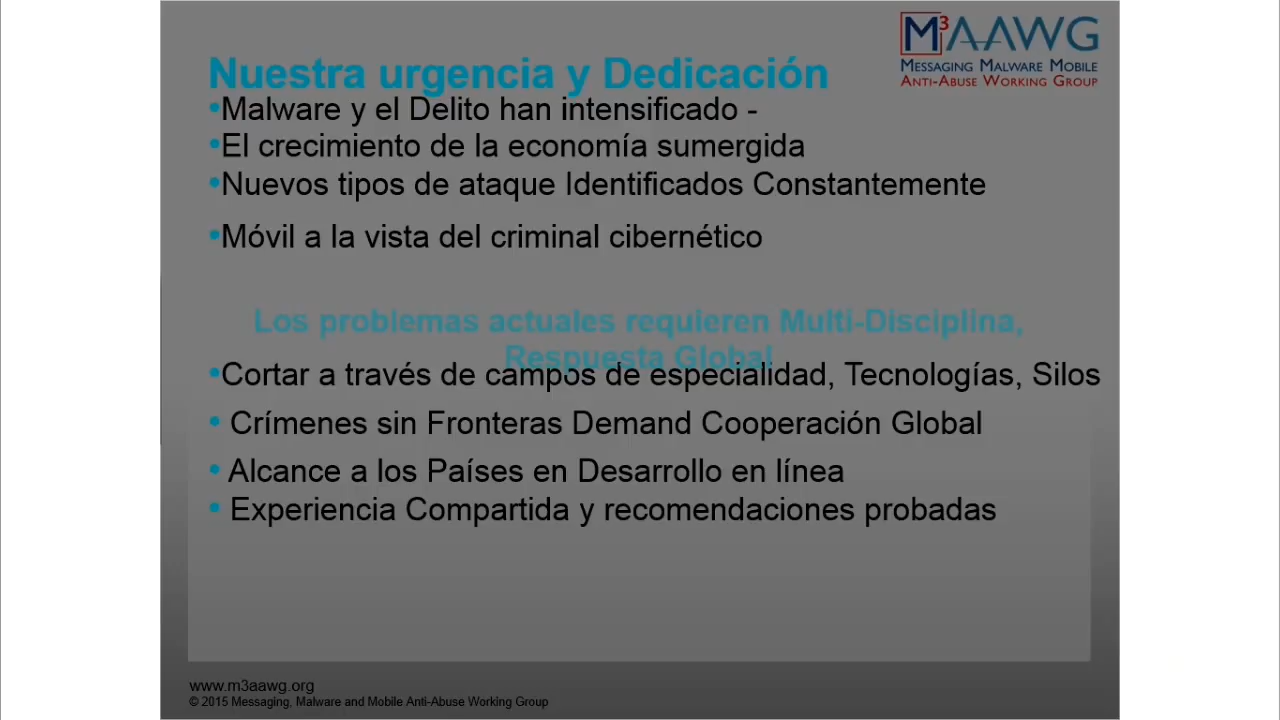 M3AAWG
Messaging Malware Mobile
Anti-Abuse Working Group
Nuestra urgencia y Dedicación
•Malware y el Delito han intensificado -
•El crecimiento de la economía sumergida
•Nuevos tipos de ataque Identificados Constantemente
•Móvil a la vista del criminal cibernético
Los problemas actuales requieren Multi-Disciplina,
Respuesta Global
•Cortar a través de campos de especialidad, Tecnologías, Silos
• Crímenes sin Fronteras Demand Cooperación Global
• Alcance a los Países en Desarrollo en línea
• Experiencia Compartida y recomendaciones probadas
www.m3aawg.org
© 2015 Messaging, Malware and Mobile Anti-Abuse Working Group